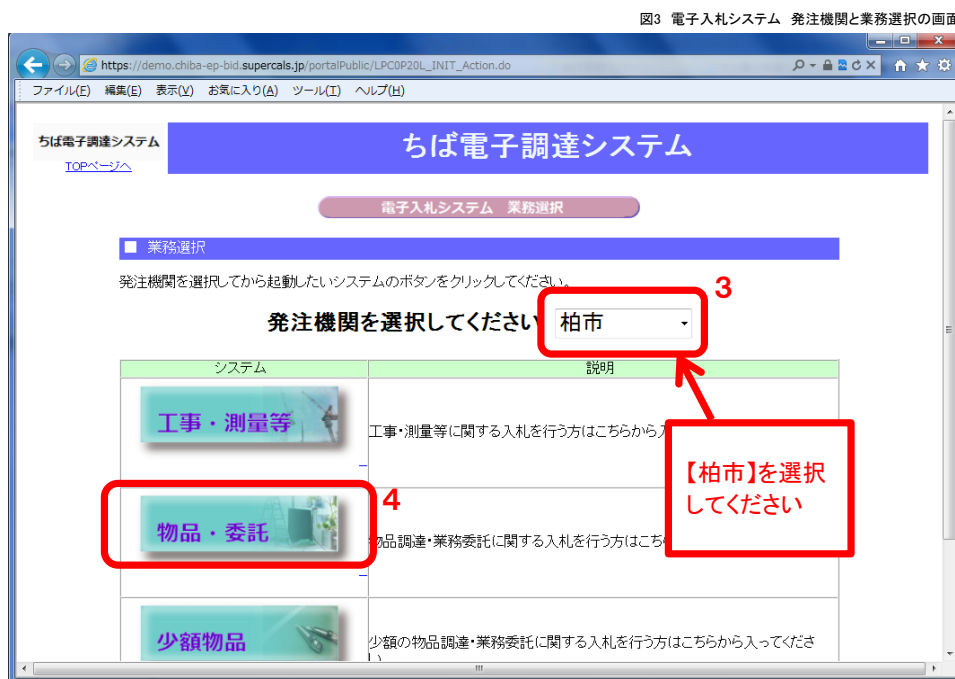 図3 電子入札システム 発注機関と業務選択の画面
https://demo.chiba-ep-bid.supercals.jp/portalPublic/LPC0P20L_INIT_Action.do
ファイル(F) 編集(E) 表示(V) お気に入り(A) ツール(T) ヘルプ(H)
ちば電子調達システム
TOPページへ
ちば電子調達システム
電子入札システム 業務選択
■ 業務選択
発注機関を選択してから起動したいシステムのボタンをクリックしてください。
3
発注機関を選択してください 柏市
システム 説明
工事・測量等
工事・測量等に関する入札を行う方はこちらから
【柏市】を選択
してください
4
物品・委託
物品調達・業務委託に関する入札を行う方はこちら
少額物品
少額の物品調達・業務委託に関する入札を行う方はこちらから入ってくださ